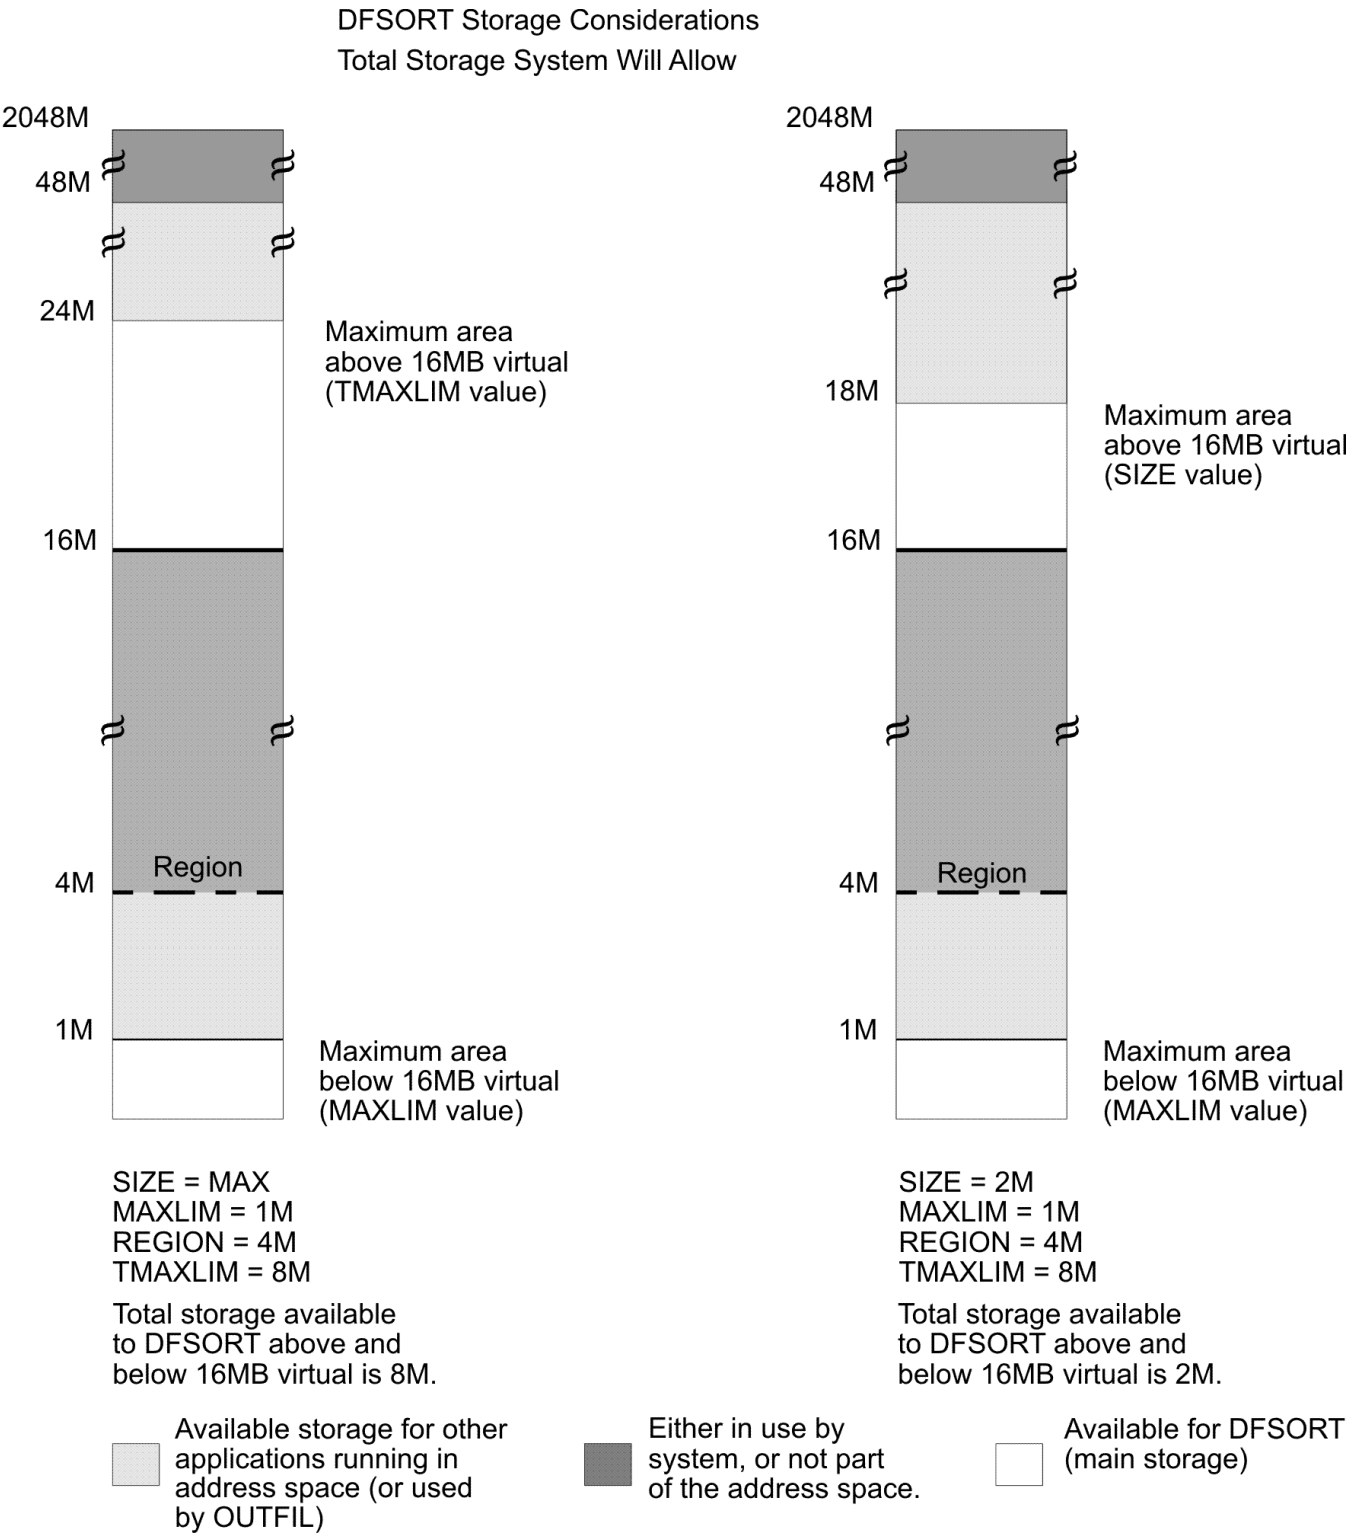 DFSORT Storage Considerations
Total Storage System Will Allow
2048M
48M
24M
Maximum area
above 16MB virtual
(TMAXLIM value)
16M
Region
4M
1M
Maximum area
below 16MB virtual
(MAXLIM value)
SIZE = MAX
MAXLIM = 1M
REGION = 4M
TMAXLIM = 8M
Total storage available
to DFSORT above and
below 16MB virtual is 8M.
2048M
48M
18M
Maximum area
above 16MB virtual
(SIZE value)
16M
Region
4M
1M
Maximum area
below 16MB virtual
(MAXLIM value)
SIZE = 2M
MAXLIM = 1M
REGION = 4M
TMAXLIM = 8M
Total storage available
to DFSORT above and
below 16MB virtual is 2M.
Available storage for other
applications running in
address space (or used
by OUTFIL)
Either in use by
system, or not part
of the address space.
Available for DFSORT
(main storage)